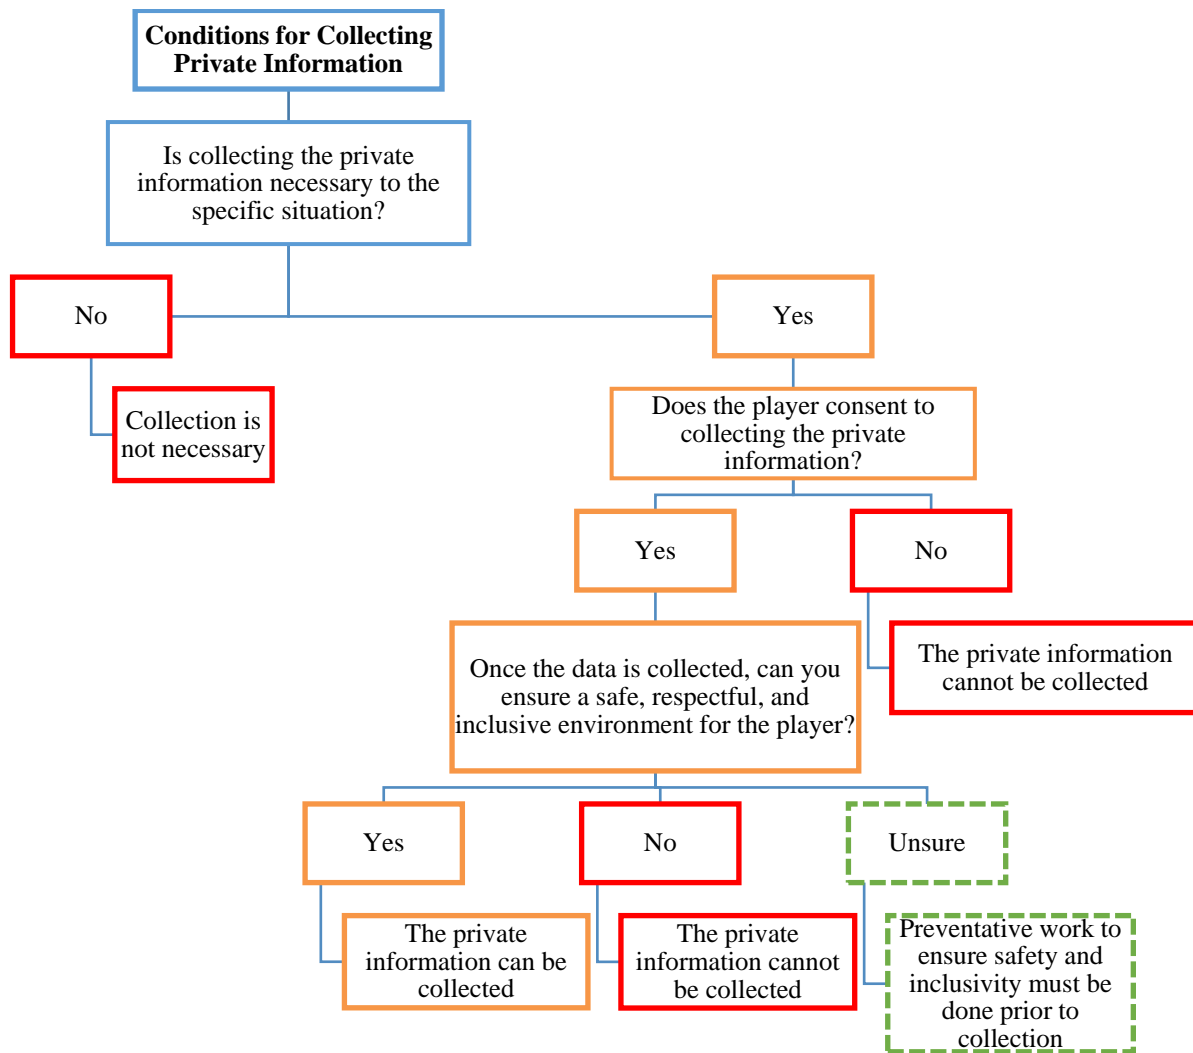 Conditions for Collecting
Private Information
Is collecting the private
information necessary to the
specific situation?
No
Yes
Collection is
not necessary
Does the player consent to
collecting the private
information?
Yes
No
The private information
cannot be collected
Once the data is collected, can you
ensure a safe, respectful, and
inclusive environment for the player?
Yes
No
Unsure
The private
information can be
collected
The private
information cannot
be collected
Preventative work to
ensure safety and
inclusivity must be
done prior to
collection